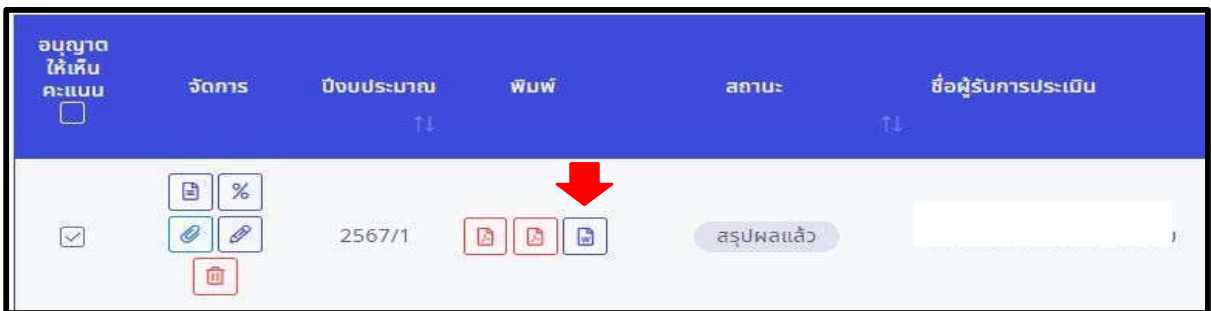 อนุญาต
ให้เห็น
คะแนน
จัดการ
ปีงบประมาณ
พิมพ์
สถานะ
ชื่อผู้รับการประเมิน
%
2567/1
สรุปผลแล้ว